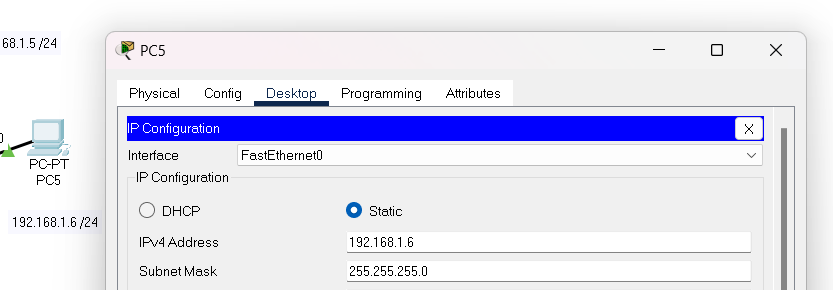 68.1.5 /24
0
PC-PT
PC5
192.168.1.6 /24
PC5
Physical Config Desktop Programming Attributes
IP Configuration X
Interface FastEthernet0
IP Configuration
DHCP Static
IPv4 Address 192.168.1.6
Subnet Mask 255.255.255.0